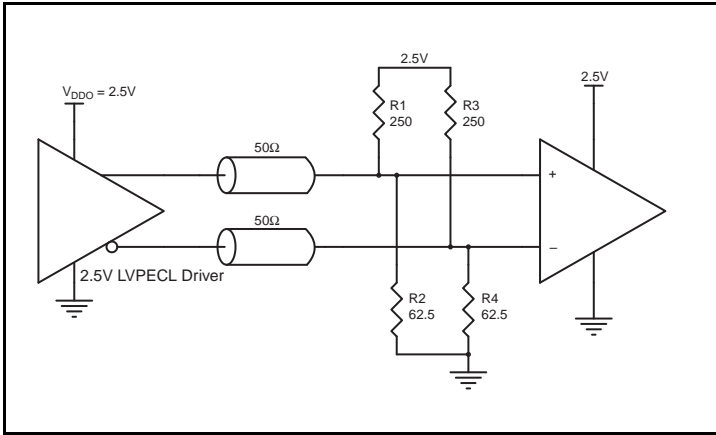 2.5V
V_DDO = 2.5V
2.5V
R1
250
R3
250
50Ω
+
50Ω
−
2.5V LVPECL Driver
R2
62.5
R4
62.5